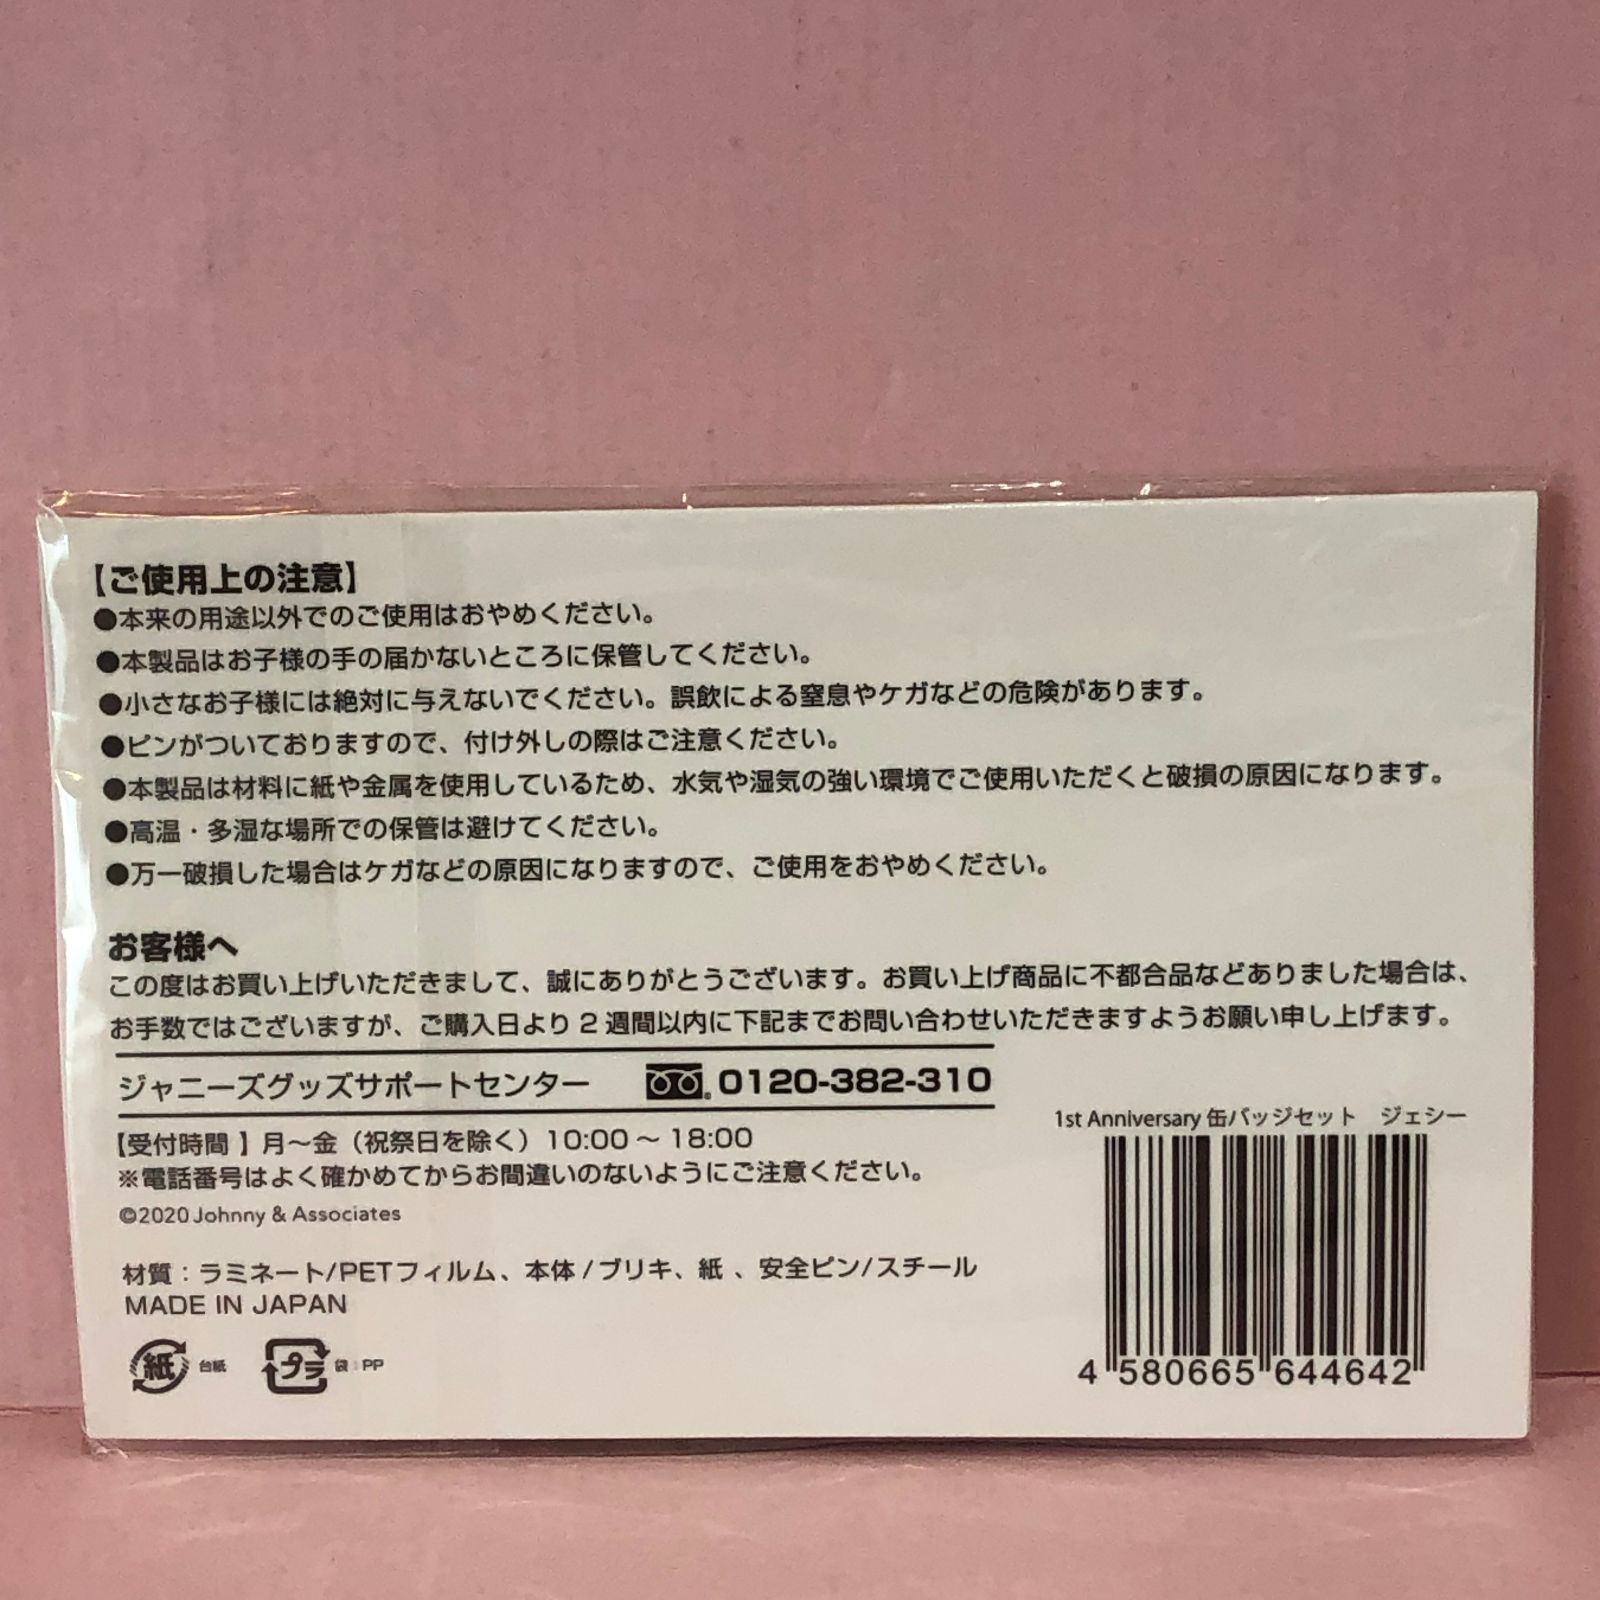 【ご使用上の注意】
●本来の用途以外でのご使用はおやめください。
●本製品はお子様の手の届かないところに保管してください。
●小さなお子様には絶対に与えないでください。誤飲による窒息やケガなどの危険があります。
●ピンがついておりますので、付け外しの際はご注意ください。
●本製品は材料に紙や金属を使用しているため、水気や湿気の強い環境でご使用いただくと破損の原因になります。
●高温・多湿な場所での保管は避けてください。
●万一破損した場合はケガなどの原因になりますので、ご使用をおやめください。
お客様へ
この度はお買い上げいただきまして、誠にありがとうございます。お買い上げ商品に不都合品などありました場合は、
お手数ではございますが、ご購入日より2週間以内に下記までお問い合わせいただきますようお願い申し上げます。
ジャニーズグッズサポートセンター 0120-382-310
【受付時間】月~金（祝祭日を除く）10:00~18:00
※電話番号はよく確かめてからお間違いのないようにご注意ください。
©2020 Johnny & Associates
材質：ラミネート/PETフィルム、本体/ブリキ、紙、安全ピン/スチール
MADE IN JAPAN
紙 台紙 プラ 袋:PP
1st Anniversary 缶バッジセット ジェシー
4 580665 644642